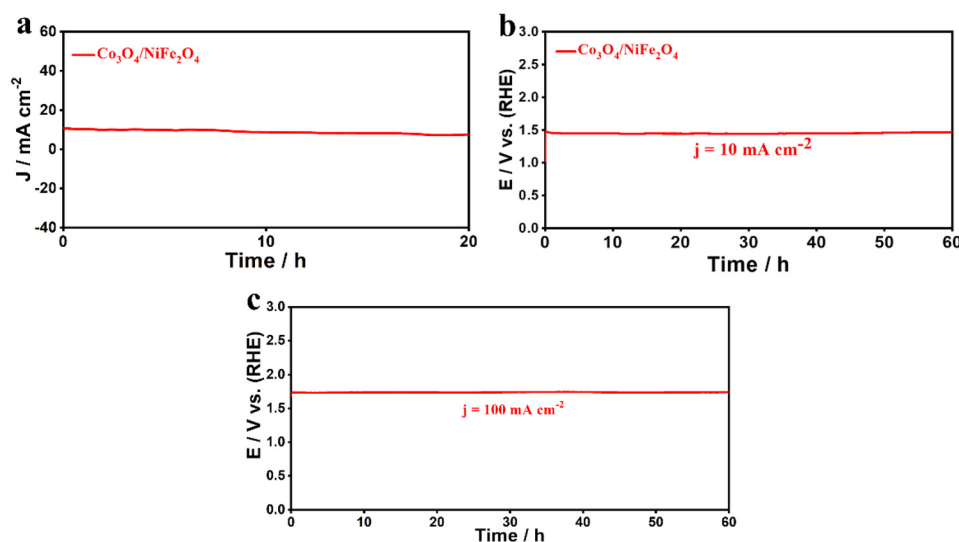 a
Co₃O₄/NiFe₂O₄
J / mA cm⁻²
60
40
20
0
-20
-40
0 10 20
Time / h
b
Co₃O₄/NiFe₂O₄
E / V vs. (RHE)
3.0
2.5
2.0
1.5
1.0
0.5
0.0
j = 10 mA cm⁻²
0 10 20 30 40 50 60
Time / h
c
E / V vs. (RHE)
3.0
2.5
2.0
1.5
1.0
0.5
0.0
j = 100 mA cm⁻²
0 10 20 30 40 50 60
Time / h